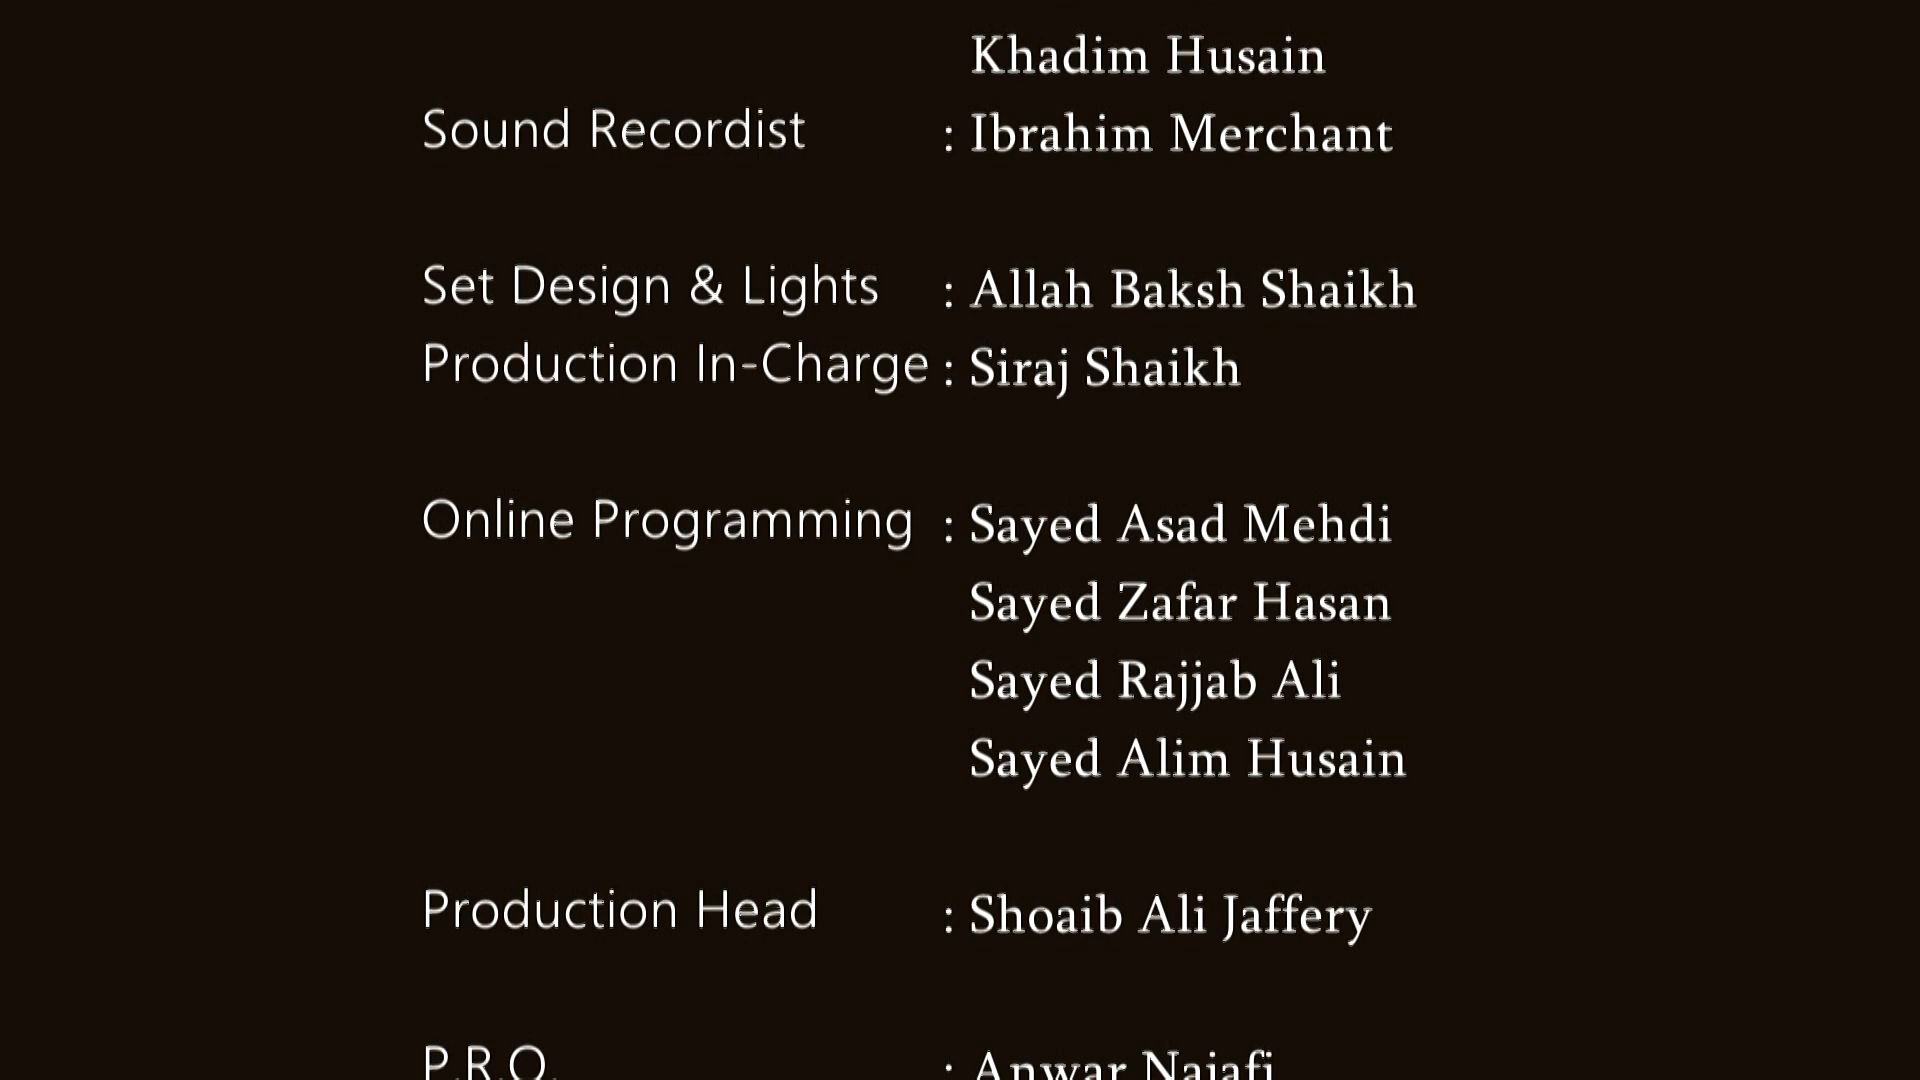 Khadim Husain
Sound Recordist : Ibrahim Merchant
Set Design & Lights : Allah Baksh Shaikh
Production In-Charge : Siraj Shaikh
Online Programming : Sayed Asad Mehdi
Sayed Zafar Hasan
Sayed Rajjab Ali
Sayed Alim Husain
Production Head : Shoaib Ali Jaffery
P.R.O. : Anwar Najafi